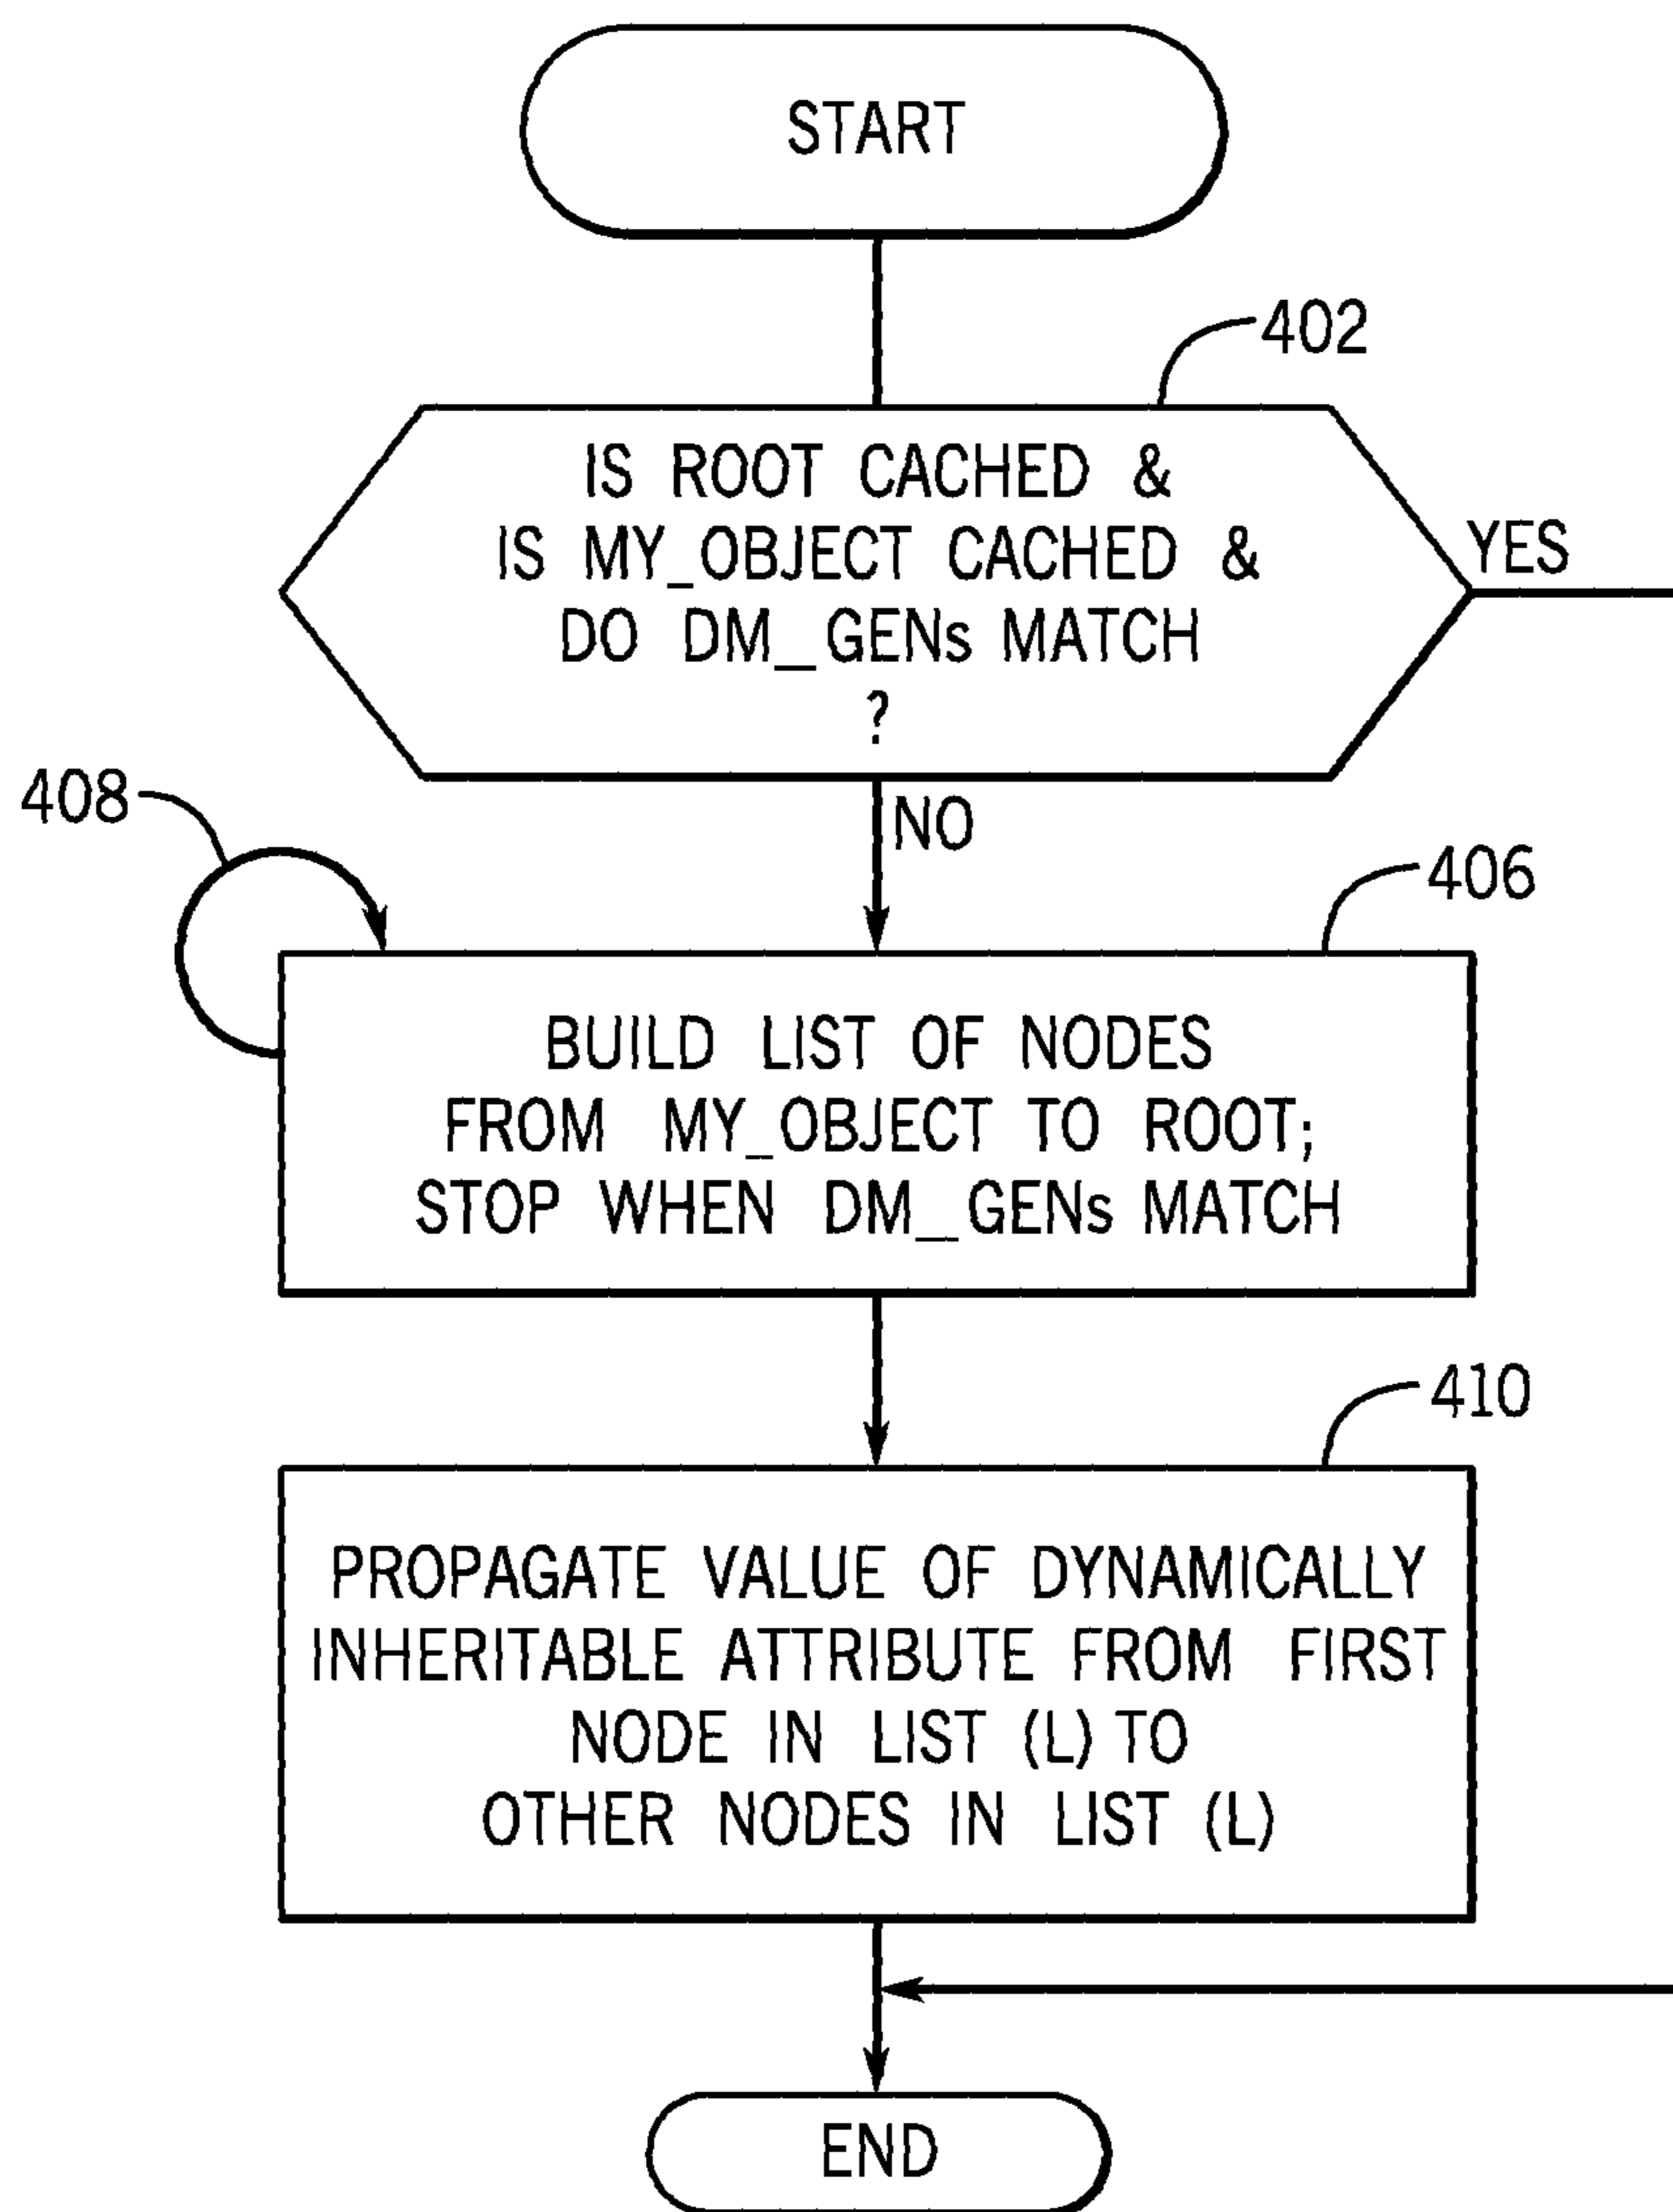 START
402
IS ROOT CACHED &
IS MY_OBJECT CACHED &
DO DM_GENs MATCH
?
YES
NO
408
406
BUILD LIST OF NODES
FROM MY_OBJECT TO ROOT;
STOP WHEN DM_GENs MATCH
410
PROPAGATE VALUE OF DYNAMICALLY
INHERITABLE ATTRIBUTE FROM FIRST
NODE IN LIST (L) TO
OTHER NODES IN LIST (L)
END